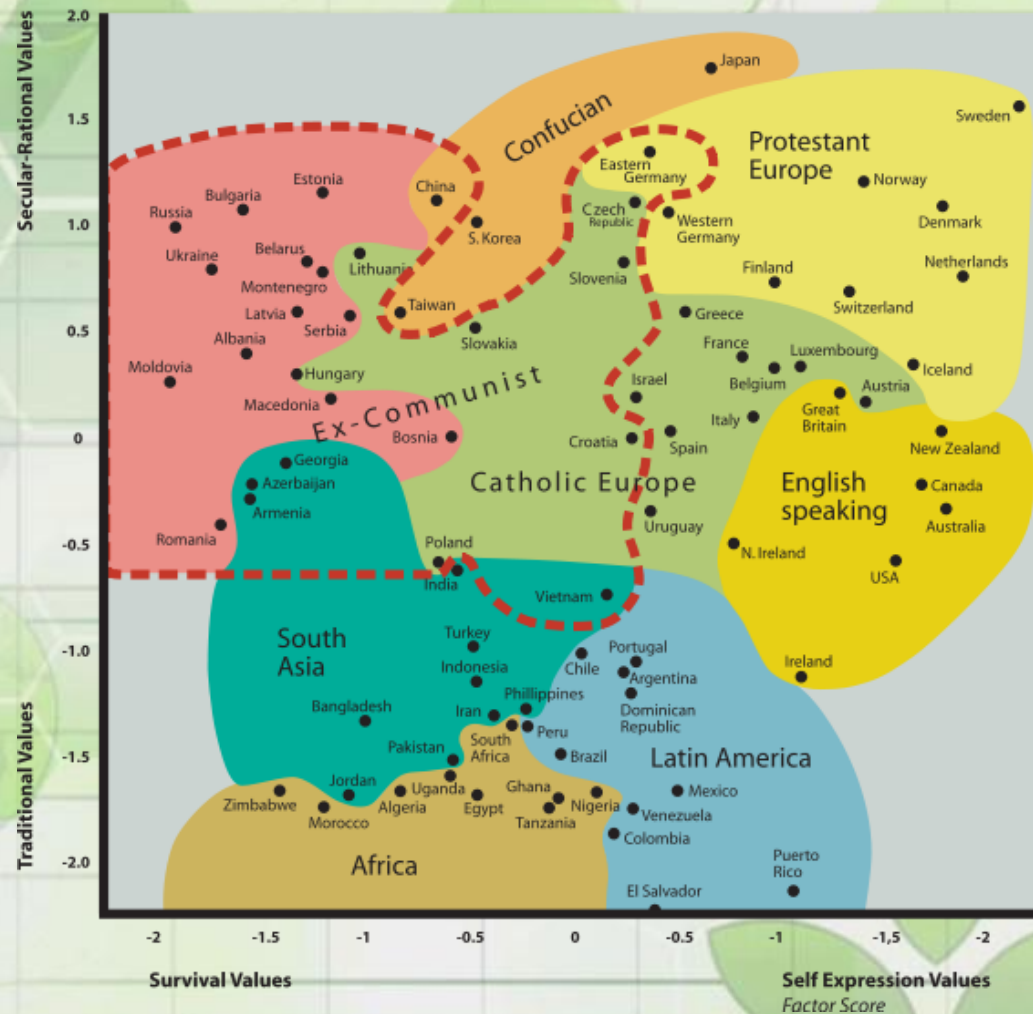 Secular-Rational Values
Traditional Values
2.0
1.5
1.0
0.5
0
-0.5
-1.0
-1.5
-2.0
Japan
Confucian
Sweden
Protestant
Europe
Eastern
Germany
Norway
China
Estonia
Bulgaria
Russia
Czech
Republic
Denmark
S. Korea
Western
Germany
Ukraine
Belarus
Lithuania
Montenegro
Slovenia
Finland
Netherlands
Switzerland
Taiwan
Latvia
Serbia
Greece
Albania
Slovakia
France
Luxembourg
Moldovia
Hungary
Israel
Belgium
Iceland
Austria
Macedonia
Ex-Communist
Great
Britain
Italy
Bosnia
Croatia
Spain
New Zealand
Georgia
Azerbaijan
Armenia
Catholic Europe
English
speaking
Canada
Australia
Romania
Uruguay
Poland
India
N. Ireland
USA
Vietnam
South
Asia
Turkey
Chile
Portugal
Ireland
Indonesia
Argentina
Bangladesh
Phillippines
Dominican
Republic
Iran
Peru
Pakistan
South
Africa
Brazil
Latin America
Jordan
Uganda
Ghana
Mexico
Zimbabwe
Algeria
Egypt
Nigeria
Morocco
Tanzania
Venezuela
Colombia
Africa
Puerto
Rico
El Salvador
-2
-1.5
-1
-0.5
0
-0.5
-1
-1,5
-2
Survival Values
Self Expression Values
Factor Score